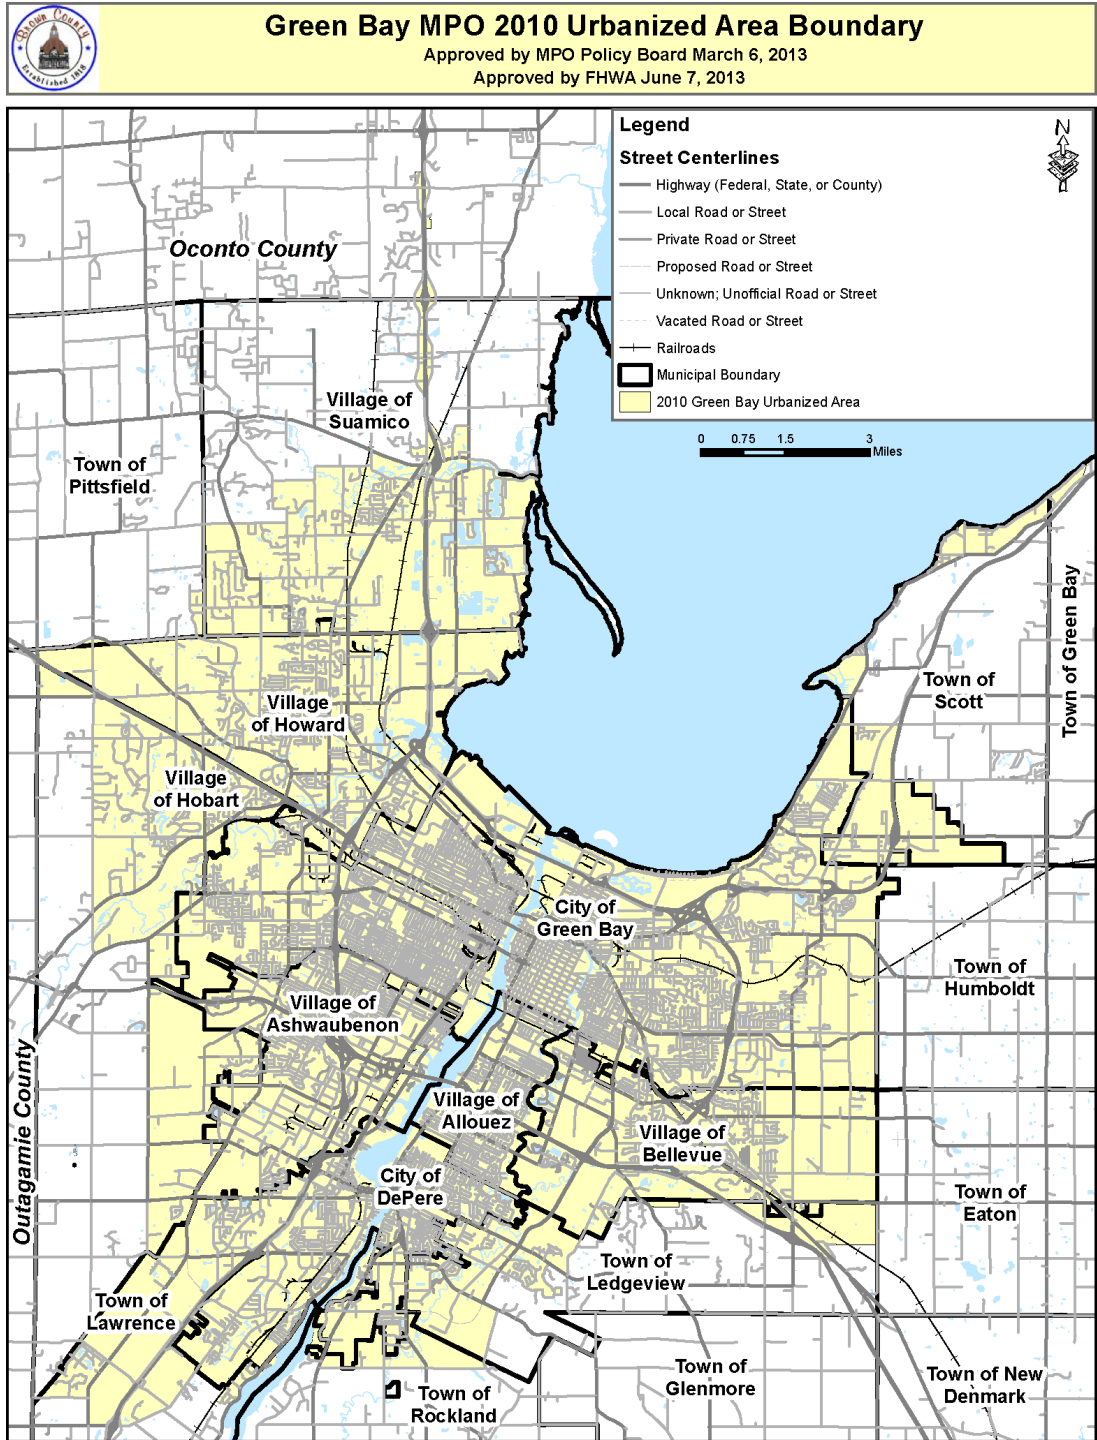 Green Bay MPO 2010 Urbanized Area Boundary
Approved by MPO Policy Board March 6, 2013
Approved by FHWA June 7, 2013
Brown County
Established 1818
Legend
N
Street Centerlines
Highway (Federal, State, or County)
Local Road or Street
Private Road or Street
Proposed Road or Street
Unknown; Unofficial Road or Street
Vacated Road or Street
Railroads
Municipal Boundary
2010 Green Bay Urbanized Area
0 0.75 1.5 3
Miles
Oconto County
Village of
Suamico
Town of
Pittsfield
Town of Green Bay
Town of
Scott
Village
of Howard
Village
of Hobart
City of
Green Bay
Town of
Humboldt
Village of
Ashwaubenon
Outagamie County
Village of
Allouez
Village of
Bellevue
City of
DePere
Town of
Eaton
Town of
Ledgeview
Town of
Lawrence
Town of
Glenmore
Town of New
Denmark
Town of
Rockland